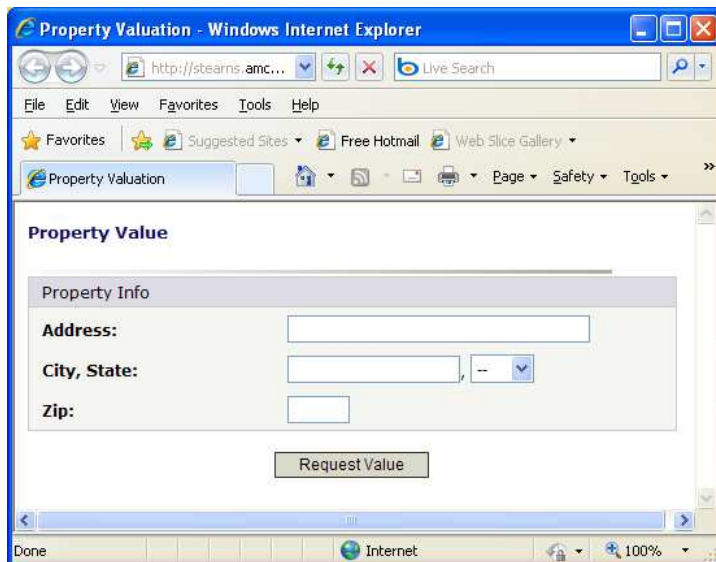 Property Valuation - Windows Internet Explorer
http://stearns.amc... Live Search
File Edit View Favorites Tools Help
Favorites Suggested Sites Free Hotmail Web Slice Gallery
Property Valuation Page Safety Tools »
Property Value
Property Info
Address:
City, State: , --
Zip:
Request Value
Done Internet 100%